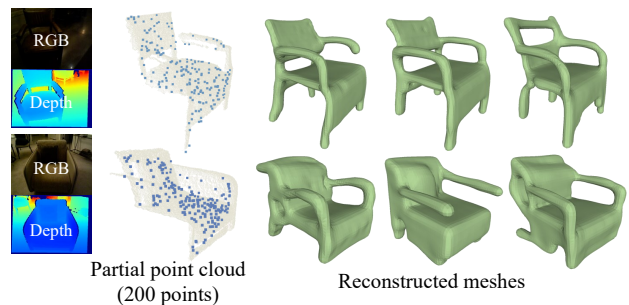 RGB
Depth
RGB
Depth
Partial point cloud
(200 points)
Reconstructed meshes